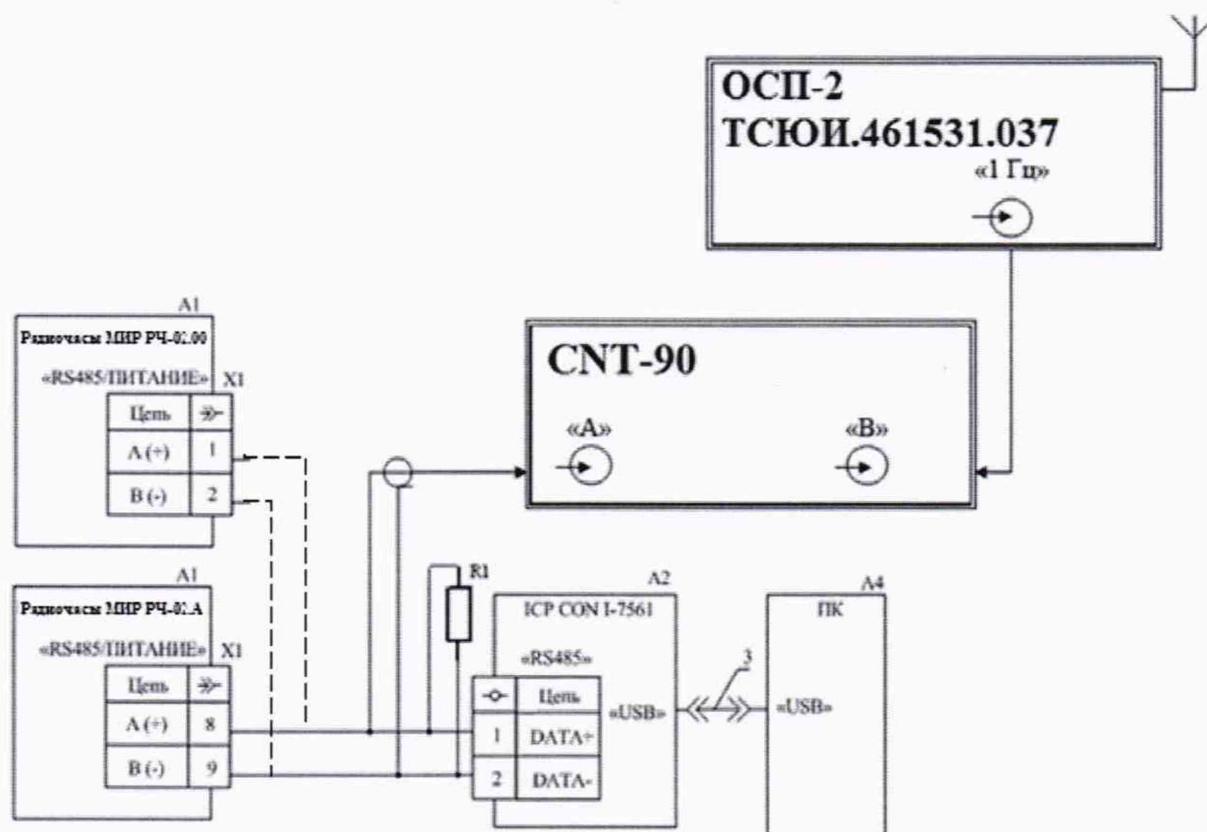 ОСП-2
ТСЮИ.461531.037
«1 Гц»
CNT-90
«A»
«B»
A1
Радиочасы МИР РЧ-02.00
«RS485/ПИТАНИЕ»
X1
Цепь
A (+)
1
B (-)
2
A1
Радиочасы МИР РЧ-02.А
«RS485/ПИТАНИЕ»
X1
Цепь
A (+)
8
B (-)
9
R1
A2
ICP CON I-7561
«RS485»
Цепь
1
DATA+
2
DATA-
«USB»
3
A4
ПК
«USB»